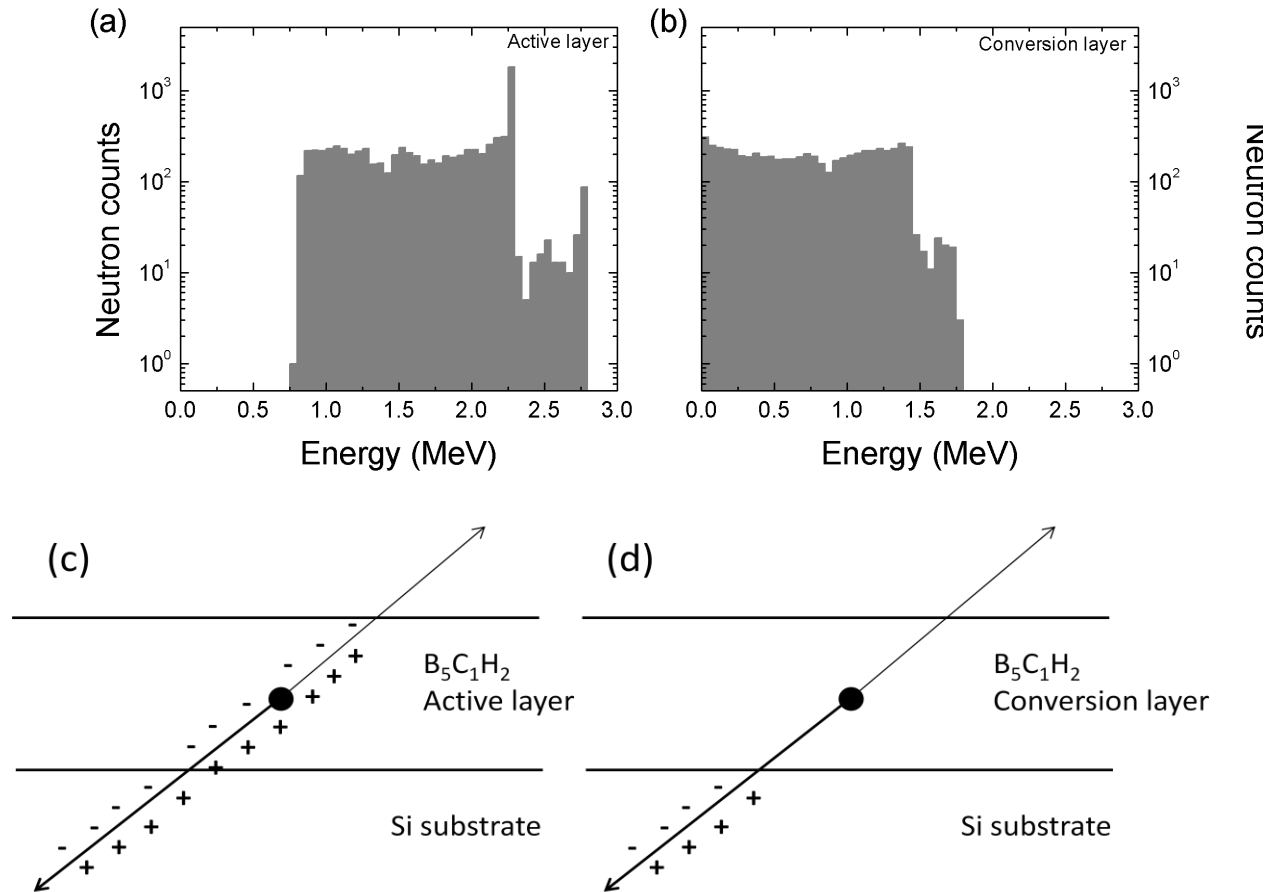 (a)
Active layer
10³
10²
10¹
10⁰
Neutron counts
0.0 0.5 1.0 1.5 2.0 2.5 3.0
Energy (MeV)
(b)
Conversion layer
10³
10²
10¹
10⁰
Neutron counts
0.0 0.5 1.0 1.5 2.0 2.5 3.0
Energy (MeV)
(c)
- - - - - - - - - -
+ + + + + + + + + +
B₅C₁H₂
Active layer
Si substrate
(d)
- - - -
+ + + +
B₅C₁H₂
Conversion layer
Si substrate